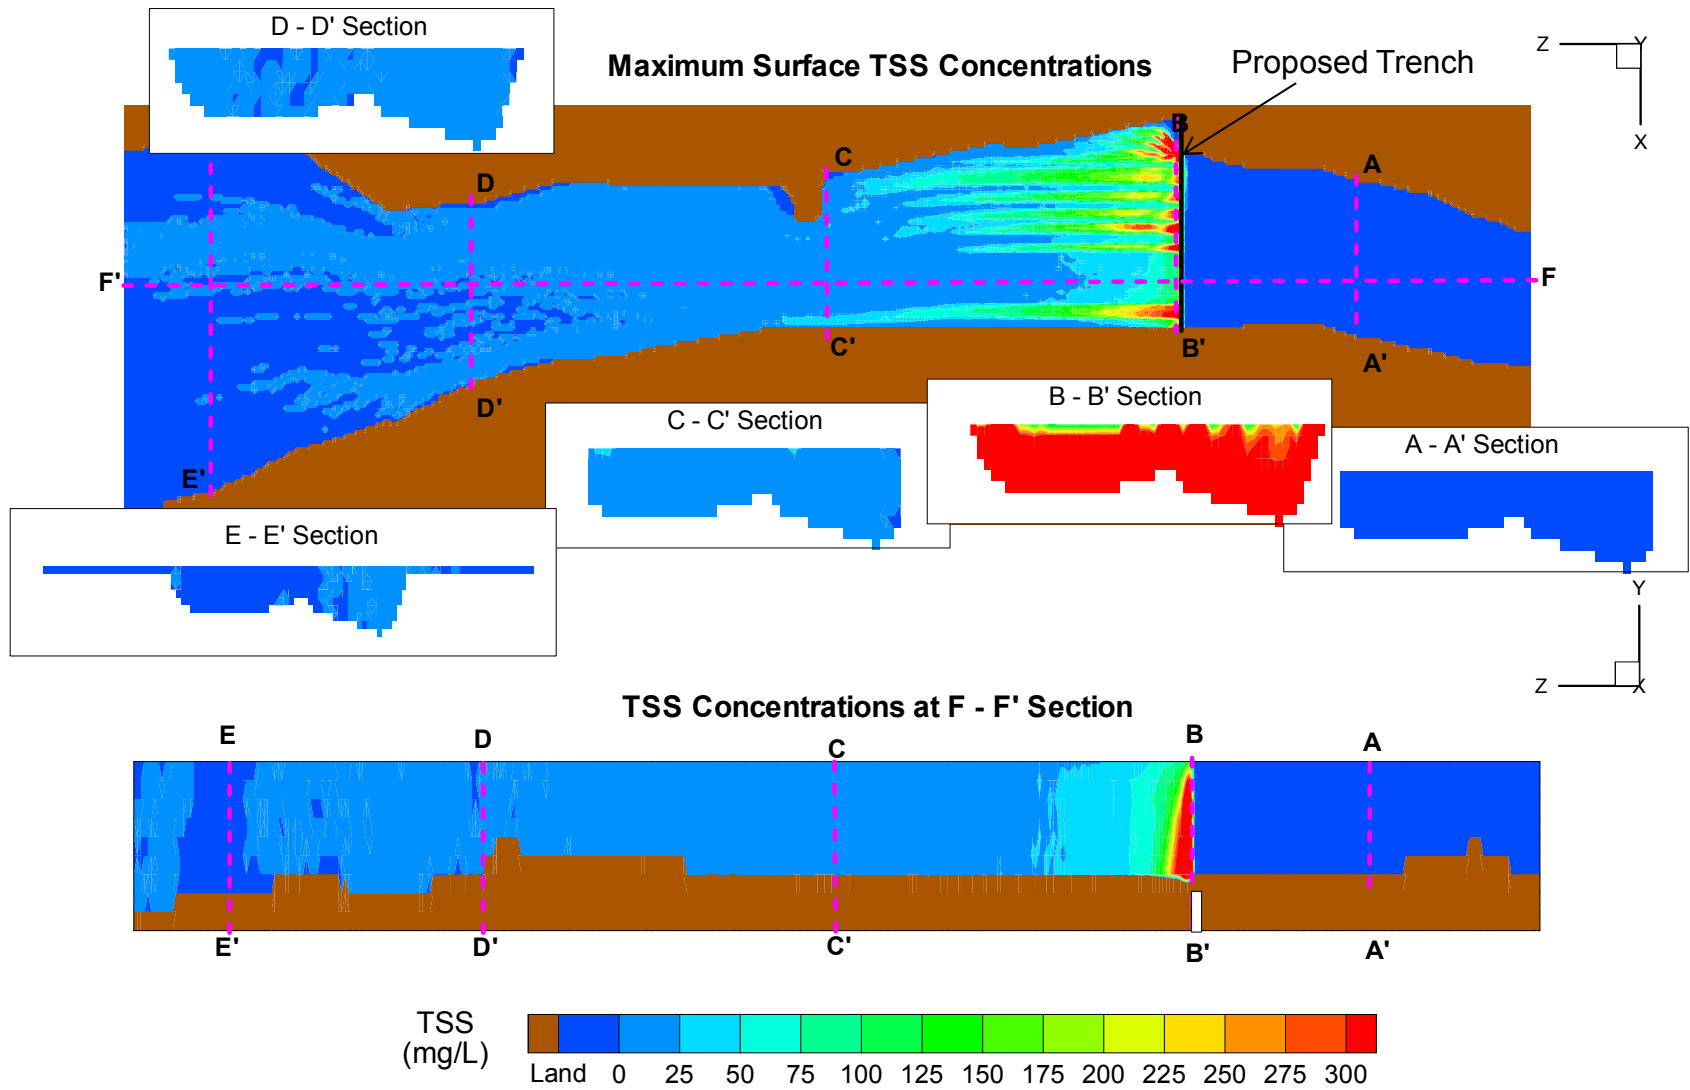 D - D' Section
Maximum Surface TSS Concentrations
Proposed Trench
Z
Y
X
B
C
A
D
F'
F
C'
B'
A'
D'
E'
C - C' Section
B - B' Section
A - A' Section
E - E' Section
Y
Z
X
TSS Concentrations at F - F' Section
E
D
C
B
A
E'
D'
C'
B'
A'
TSS
(mg/L)
Land 0 25 50 75 100 125 150 175 200 225 250 275 300